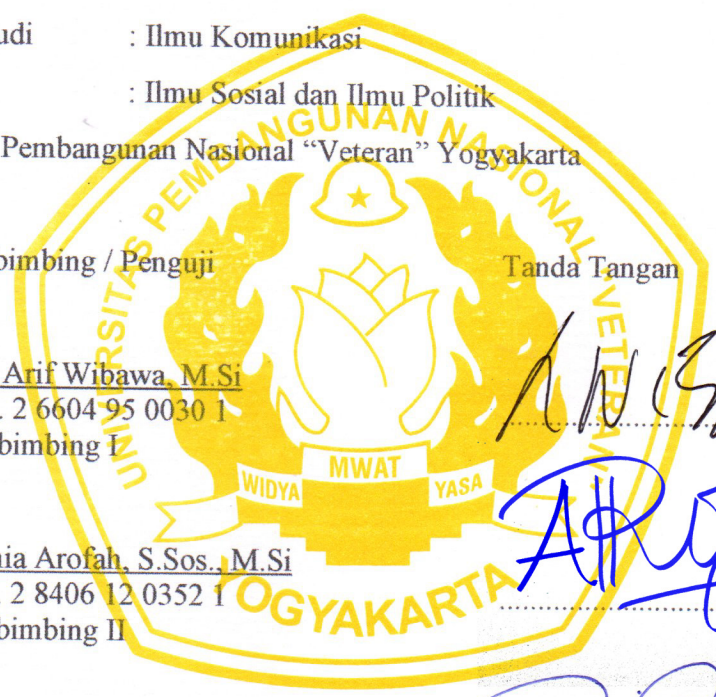 udi : Ilmu Komunikasi
: Ilmu Sosial dan Ilmu Politik
Pembangunan Nasional “Veteran” Yogyakarta
bimbing / Penguji Tanda Tangan
Arif Wibawa, M.Si
. 2 6604 95 0030 1
bimbing I
nia Arofah, S.Sos., M.Si
. 2 8406 12 0352 1
bimbing II
UNIVERSITAS PEMBANGUNAN NASIONAL "VETERAN"
WIDYA MWAT YASA
YOGYAKARTA